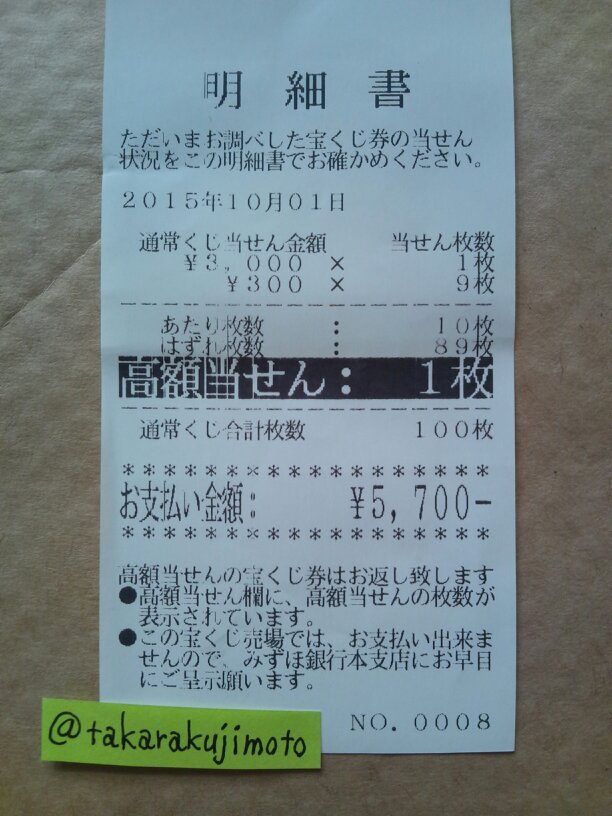 明細書
ただいまお調べした宝くじ券の当せん
状況をこの明細書でお確かめください。
2015年10月01日
通常くじ当せん金額 当せん枚数
¥3,000 × 1枚
¥300 × 9枚
あたり枚数 : 10枚
はずれ枚数 : 89枚
高額当せん: 1枚
通常くじ合計枚数 100枚
******************
お支払い金額: ¥5,700-
******************
高額当せんの宝くじ券はお返し致します
●高額当せん欄に、高額当せんの枚数が
表示されています。
●この宝くじ売場では、お支払い出来ま
せんので、みずほ銀行本支店にお早目
にご呈示願います。
NO.0008
@takarakujimoto